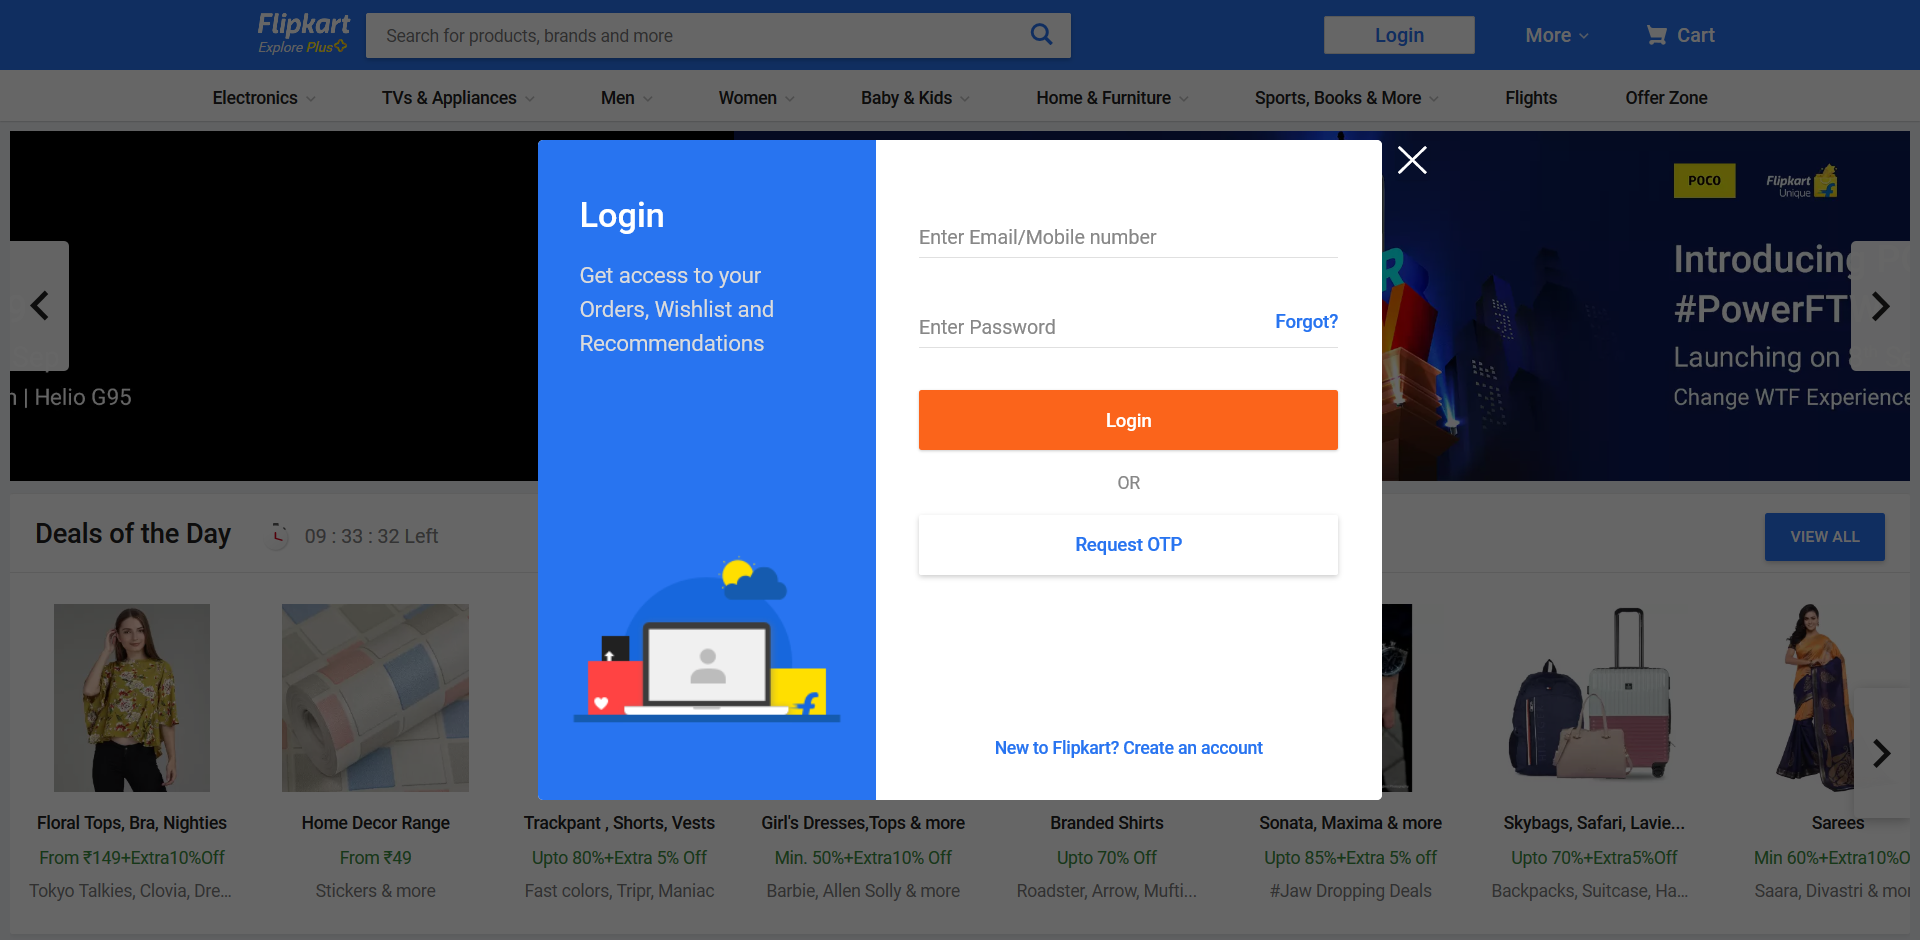 Flipkart
Explore Plus
Search for products, brands and more
Login
More
Cart
Electronics
TVs & Appliances
Men
Women
Baby & Kids
Home & Furniture
Sports, Books & More
Flights
Offer Zone
| Helio G95
POCO
Flipkart
Unique
Introducing
#PowerFT
Launching on
Change WTF Experience
Login
Get access to your
Orders, Wishlist and
Recommendations
Enter Email/Mobile number
Enter Password
Forgot?
Login
OR
Request OTP
New to Flipkart? Create an account
Deals of the Day
09 : 33 : 32 Left
VIEW ALL
Floral Tops, Bra, Nighties
From ₹149+Extra10%Off
Tokyo Talkies, Clovia, Dre...
Home Decor Range
From ₹49
Stickers & more
Trackpant , Shorts, Vests
Upto 80%+Extra 5% Off
Fast colors, Tripr, Maniac
Girl's Dresses,Tops & more
Min. 50%+Extra10% Off
Barbie, Allen Solly & more
Branded Shirts
Upto 70% Off
Roadster, Arrow, Mufti...
Sonata, Maxima & more
Upto 85%+Extra 5% off
#Jaw Dropping Deals
Skybags, Safari, Lavie...
Upto 70%+Extra5%Off
Backpacks, Suitcase, Ha...
Sarees
Min 60%+Extra10%O
Saara, Divastri & mor